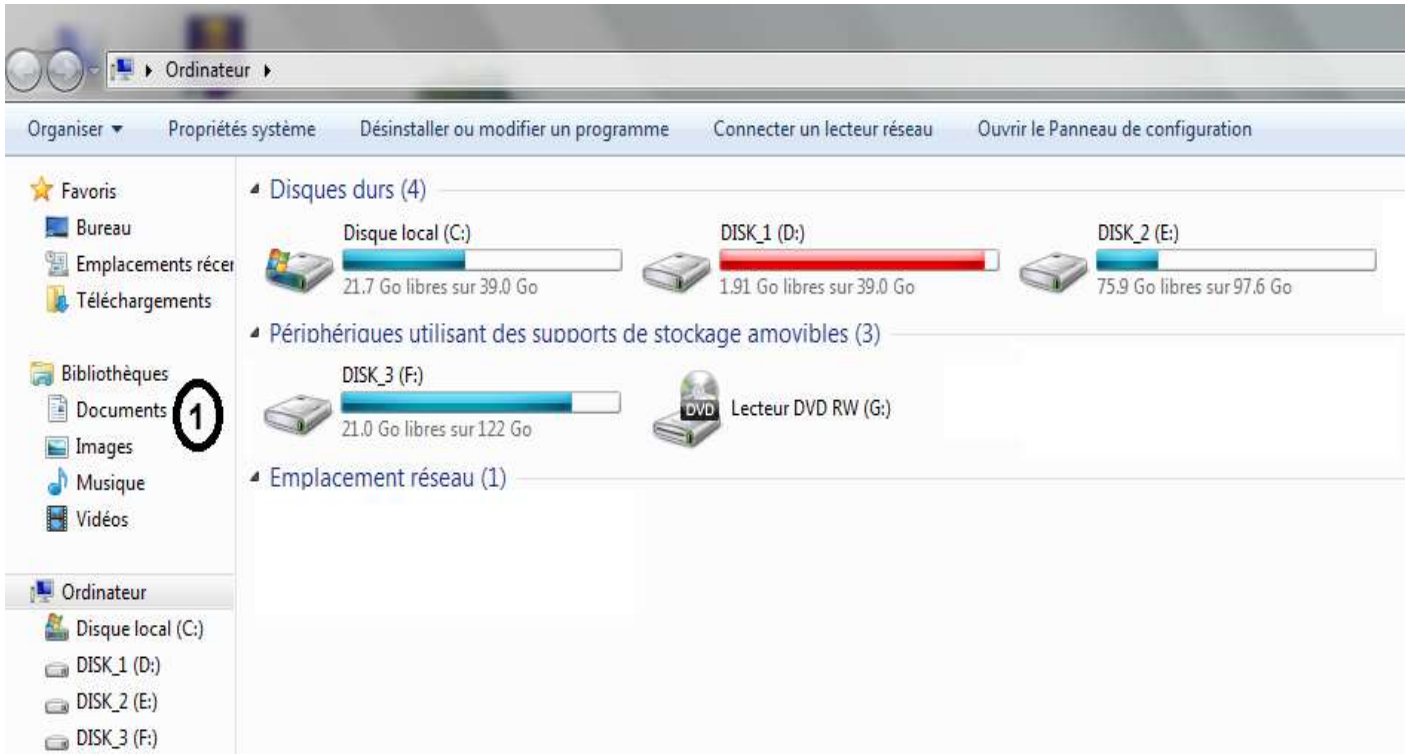 Ordinateur
Organiser
Propriétés système
Désinstaller ou modifier un programme
Connecter un lecteur réseau
Ouvrir le Panneau de configuration
Favoris
Bureau
Emplacements récer
Téléchargements
Bibliothèques
Documents
1
Images
Musique
Vidéos
Ordinateur
Disque local (C:)
DISK_1 (D:)
DISK_2 (E:)
DISK_3 (F:)
Disques durs (4)
Disque local (C:)
21.7 Go libres sur 39.0 Go
DISK_1 (D:)
1.91 Go libres sur 39.0 Go
DISK_2 (E:)
75.9 Go libres sur 97.6 Go
Périphériques utilisant des supports de stockage amovibles (3)
DISK_3 (F:)
21.0 Go libres sur 122 Go
DVD
Lecteur DVD RW (G:)
Emplacement réseau (1)